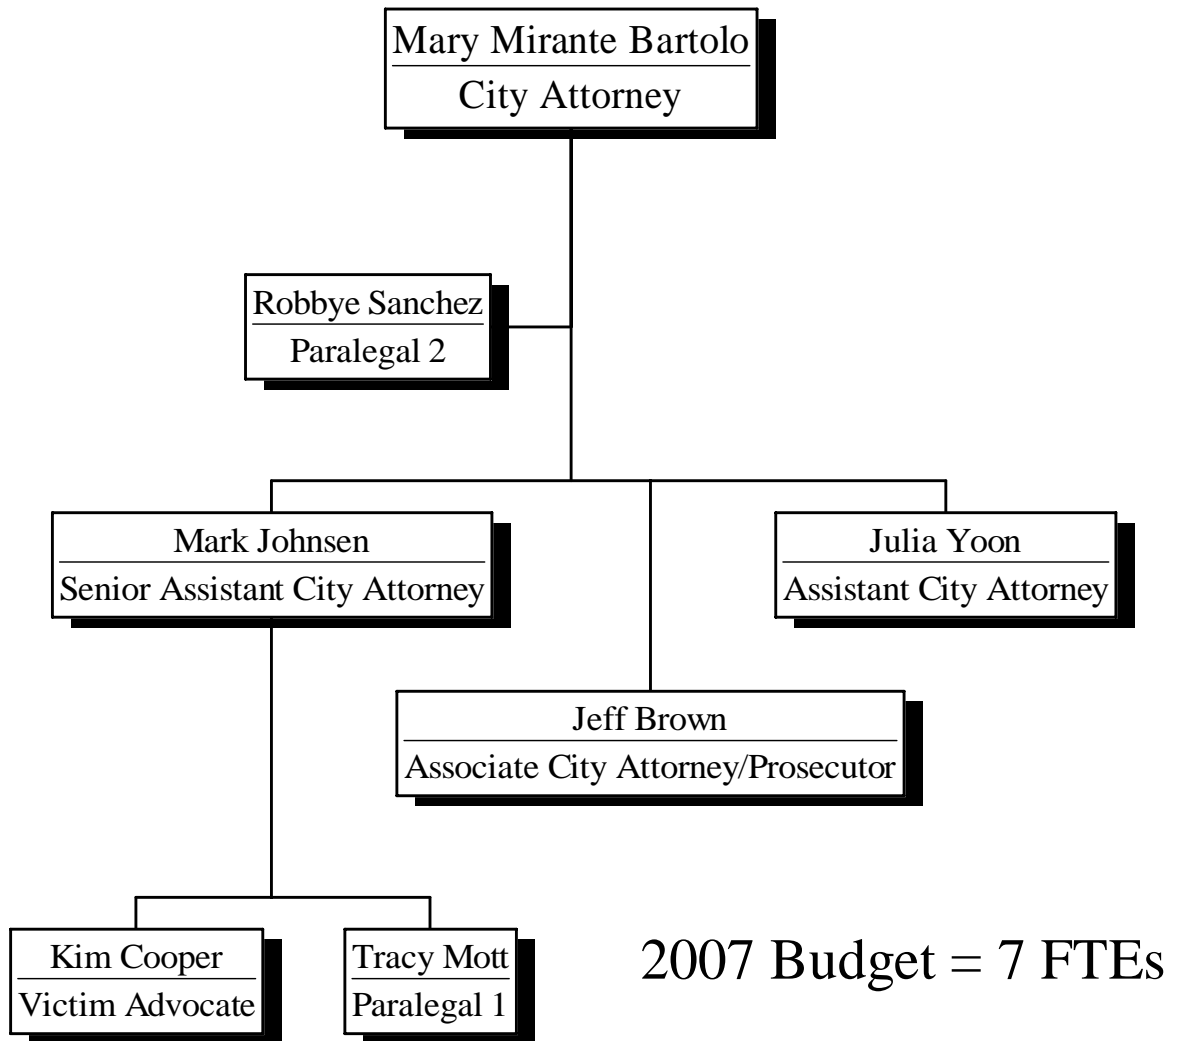 Mary Mirante Bartolo
City Attorney
Robbye Sanchez
Paralegal 2
Mark Johnsen
Senior Assistant City Attorney
Julia Yoon
Assistant City Attorney
Jeff Brown
Associate City Attorney/Prosecutor
Kim Cooper
Victim Advocate
Tracy Mott
Paralegal 1
2007 Budget = 7 FTEs